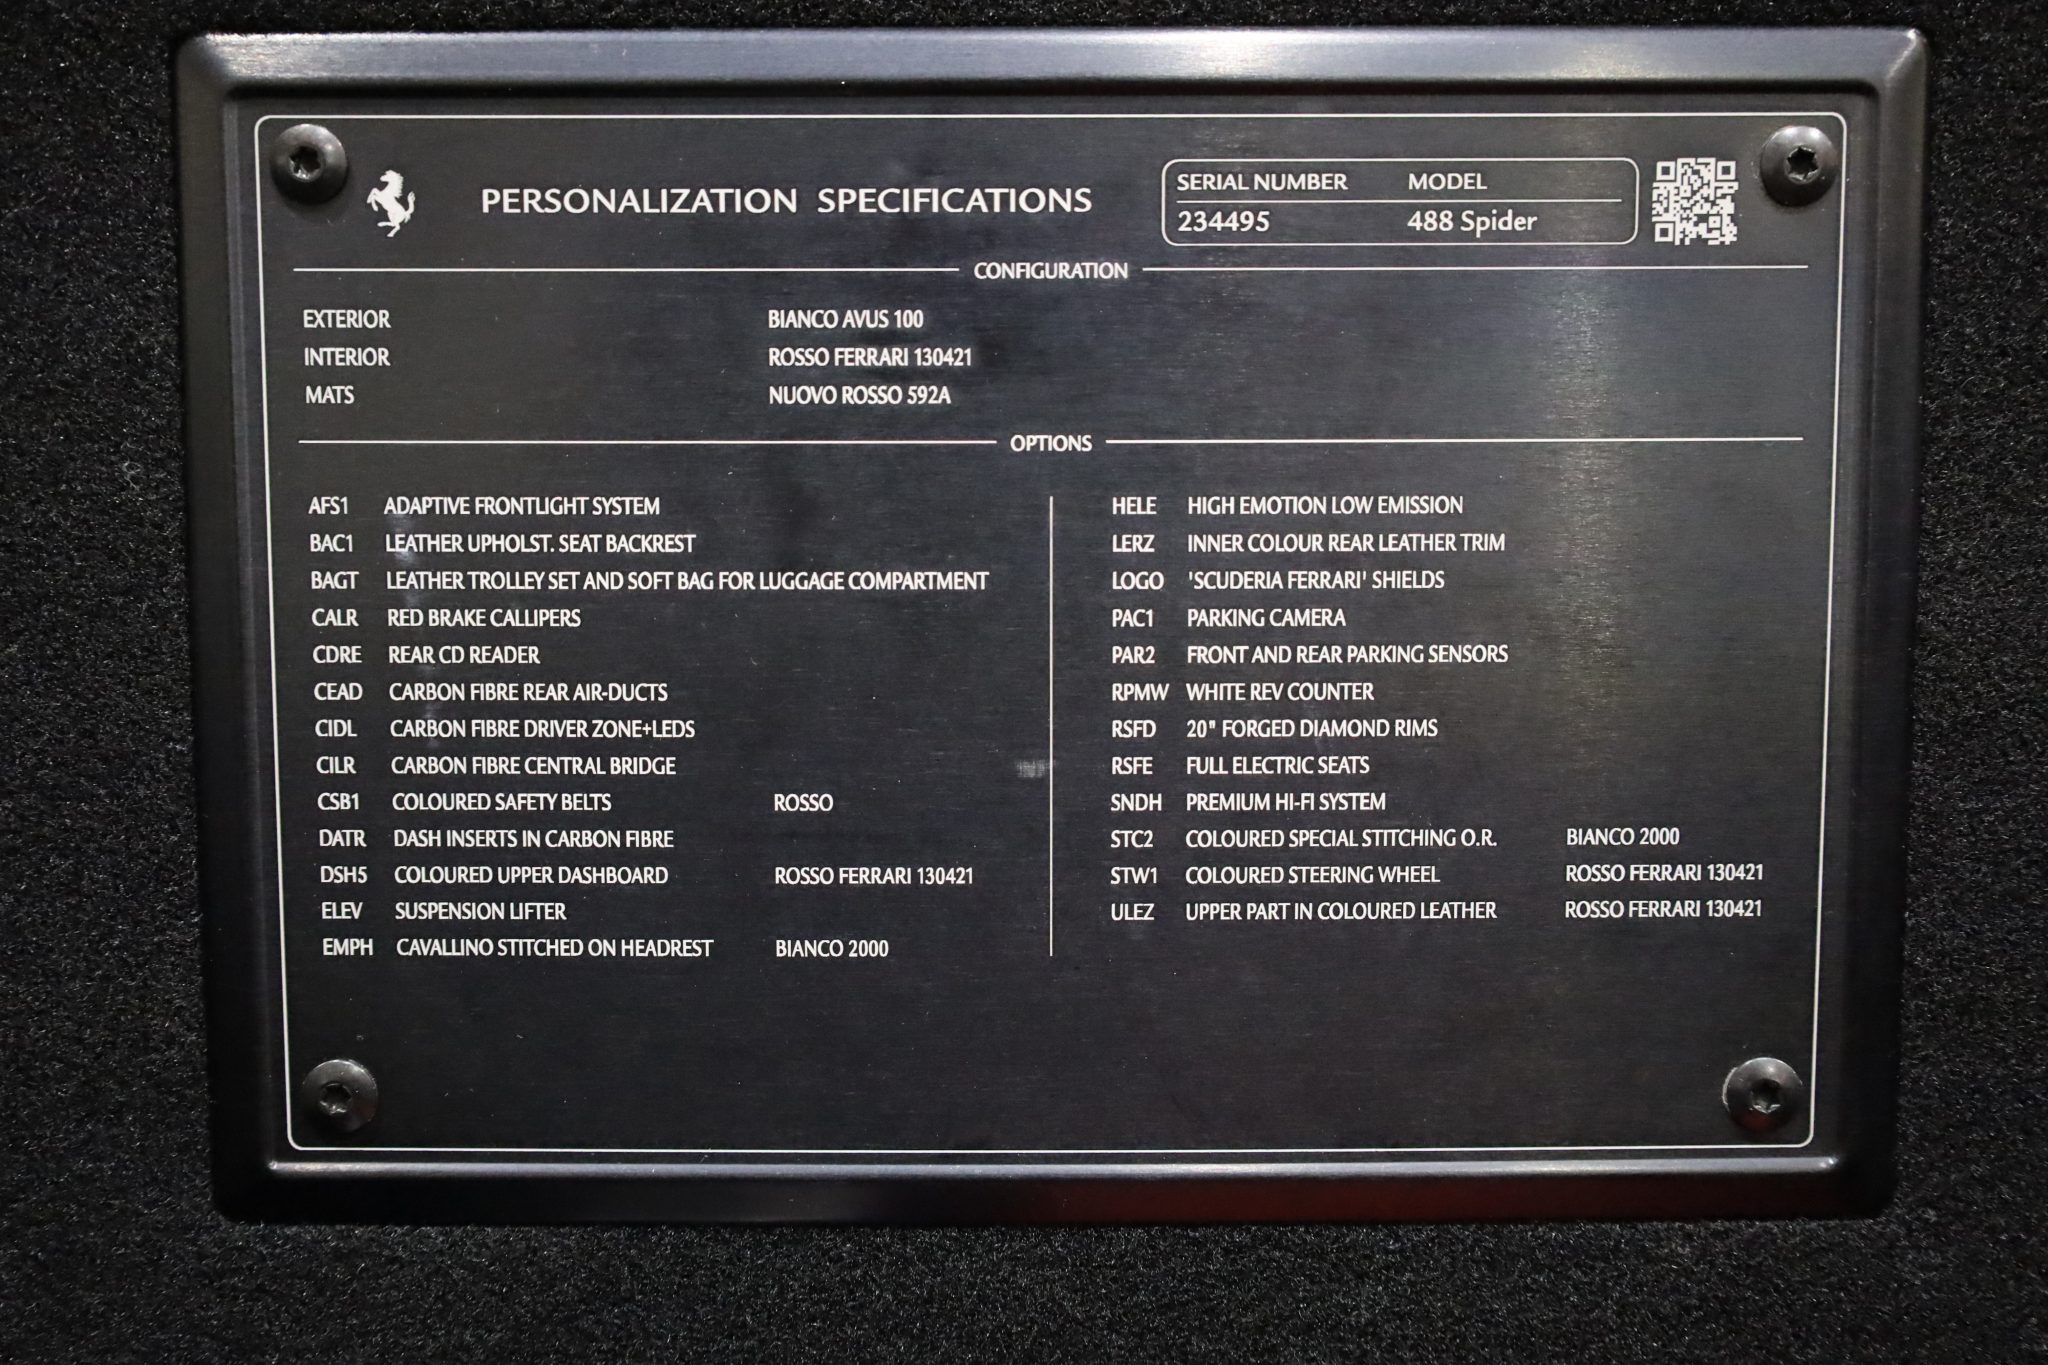 PERSONALIZATION SPECIFICATIONS
SERIAL NUMBER MODEL
234495 488 Spider
CONFIGURATION
EXTERIOR BIANCO AVUS 100
INTERIOR ROSSO FERRARI 130421
MATS NUOVO ROSSO 592A
OPTIONS
AFS1 ADAPTIVE FRONTLIGHT SYSTEM
BAC1 LEATHER UPHOLST. SEAT BACKREST
BAGT LEATHER TROLLEY SET AND SOFT BAG FOR LUGGAGE COMPARTMENT
CALR RED BRAKE CALLIPERS
CDRE REAR CD READER
CEAD CARBON FIBRE REAR AIR-DUCTS
CIDL CARBON FIBRE DRIVER ZONE+LEDS
CILR CARBON FIBRE CENTRAL BRIDGE
CSB1 COLOURED SAFETY BELTS ROSSO
DATR DASH INSERTS IN CARBON FIBRE
DSH5 COLOURED UPPER DASHBOARD ROSSO FERRARI 130421
ELEV SUSPENSION LIFTER
EMPH CAVALLINO STITCHED ON HEADREST BIANCO 2000
HELE HIGH EMOTION LOW EMISSION
LERZ INNER COLOUR REAR LEATHER TRIM
LOGO 'SCUDERIA FERRARI' SHIELDS
PAC1 PARKING CAMERA
PAR2 FRONT AND REAR PARKING SENSORS
RPMW WHITE REV COUNTER
RSFD 20" FORGED DIAMOND RIMS
RSFE FULL ELECTRIC SEATS
SNDH PREMIUM HI-FI SYSTEM
STC2 COLOURED SPECIAL STITCHING O.R. BIANCO 2000
STW1 COLOURED STEERING WHEEL ROSSO FERRARI 130421
ULEZ UPPER PART IN COLOURED LEATHER ROSSO FERRARI 130421